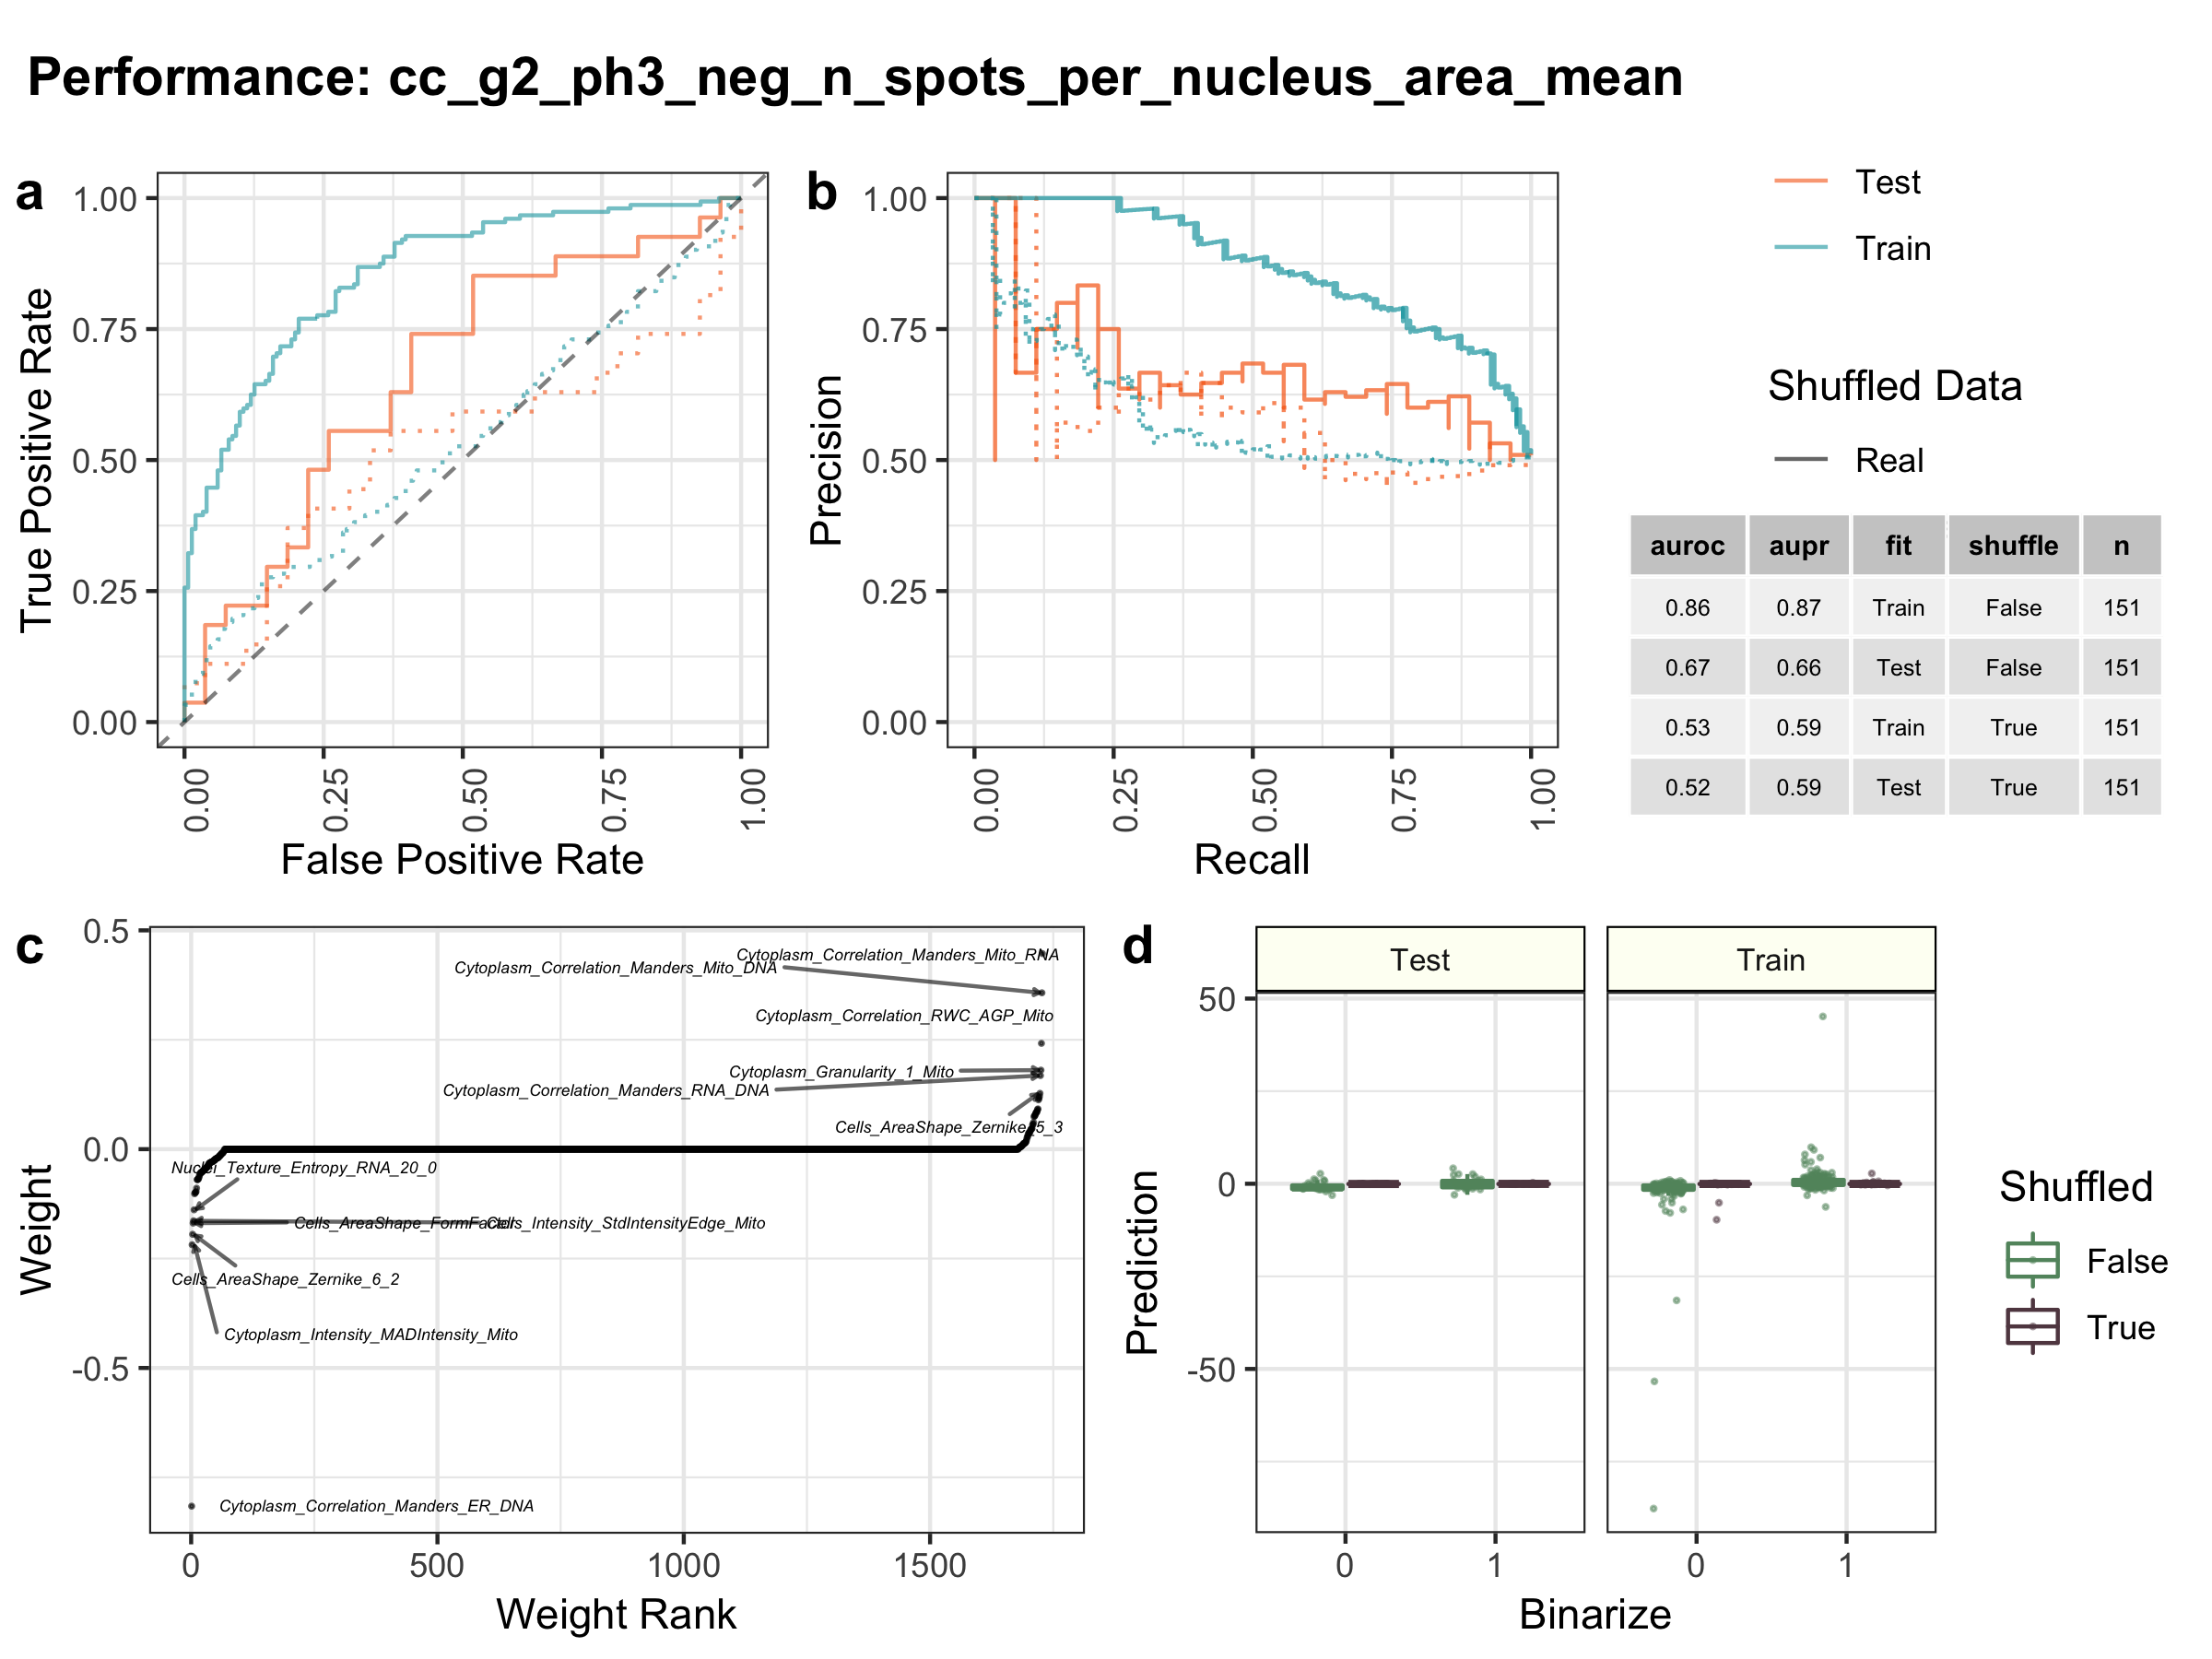 Performance: cc_g2_ph3_neg_n_spots_per_nucleus_area_mean
a
1.00
0.75
0.50
0.25
0.00
True Positive Rate
0.00
0.25
0.50
0.75
1.00
False Positive Rate
b
1.00
0.75
0.50
0.25
0.00
Precision
0.00
0.25
0.50
0.75
1.00
Recall
Test
Train
Shuffled Data
Real
auroc aupr fit shuffle n
0.86 0.87 Train False 151
0.67 0.66 Test False 151
0.53 0.59 Train True 151
0.52 0.59 Test True 151
c
0.5
0.0
-0.5
Weight
Cytoplasm_Correlation_Manders_Mito_RNA
Cytoplasm_Correlation_Manders_Mito_DNA
Cytoplasm_Correlation_RWC_AGP_Mito
Cytoplasm_Granularity_1_Mito
Cytoplasm_Correlation_Manders_RNA_DNA
Cells_AreaShape_Zernike_5_3
Nuclei_Texture_Entropy_RNA_20_0
Cells_AreaShape_FormFactor
Cells_Intensity_StdIntensityEdge_Mito
Cells_AreaShape_Zernike_6_2
Cytoplasm_Intensity_MADIntensity_Mito
Cytoplasm_Correlation_Manders_ER_DNA
0
500
1000
1500
Weight Rank
d
Test
Train
50
0
-50
Prediction
0
1
0
1
Binarize
Shuffled
False
True